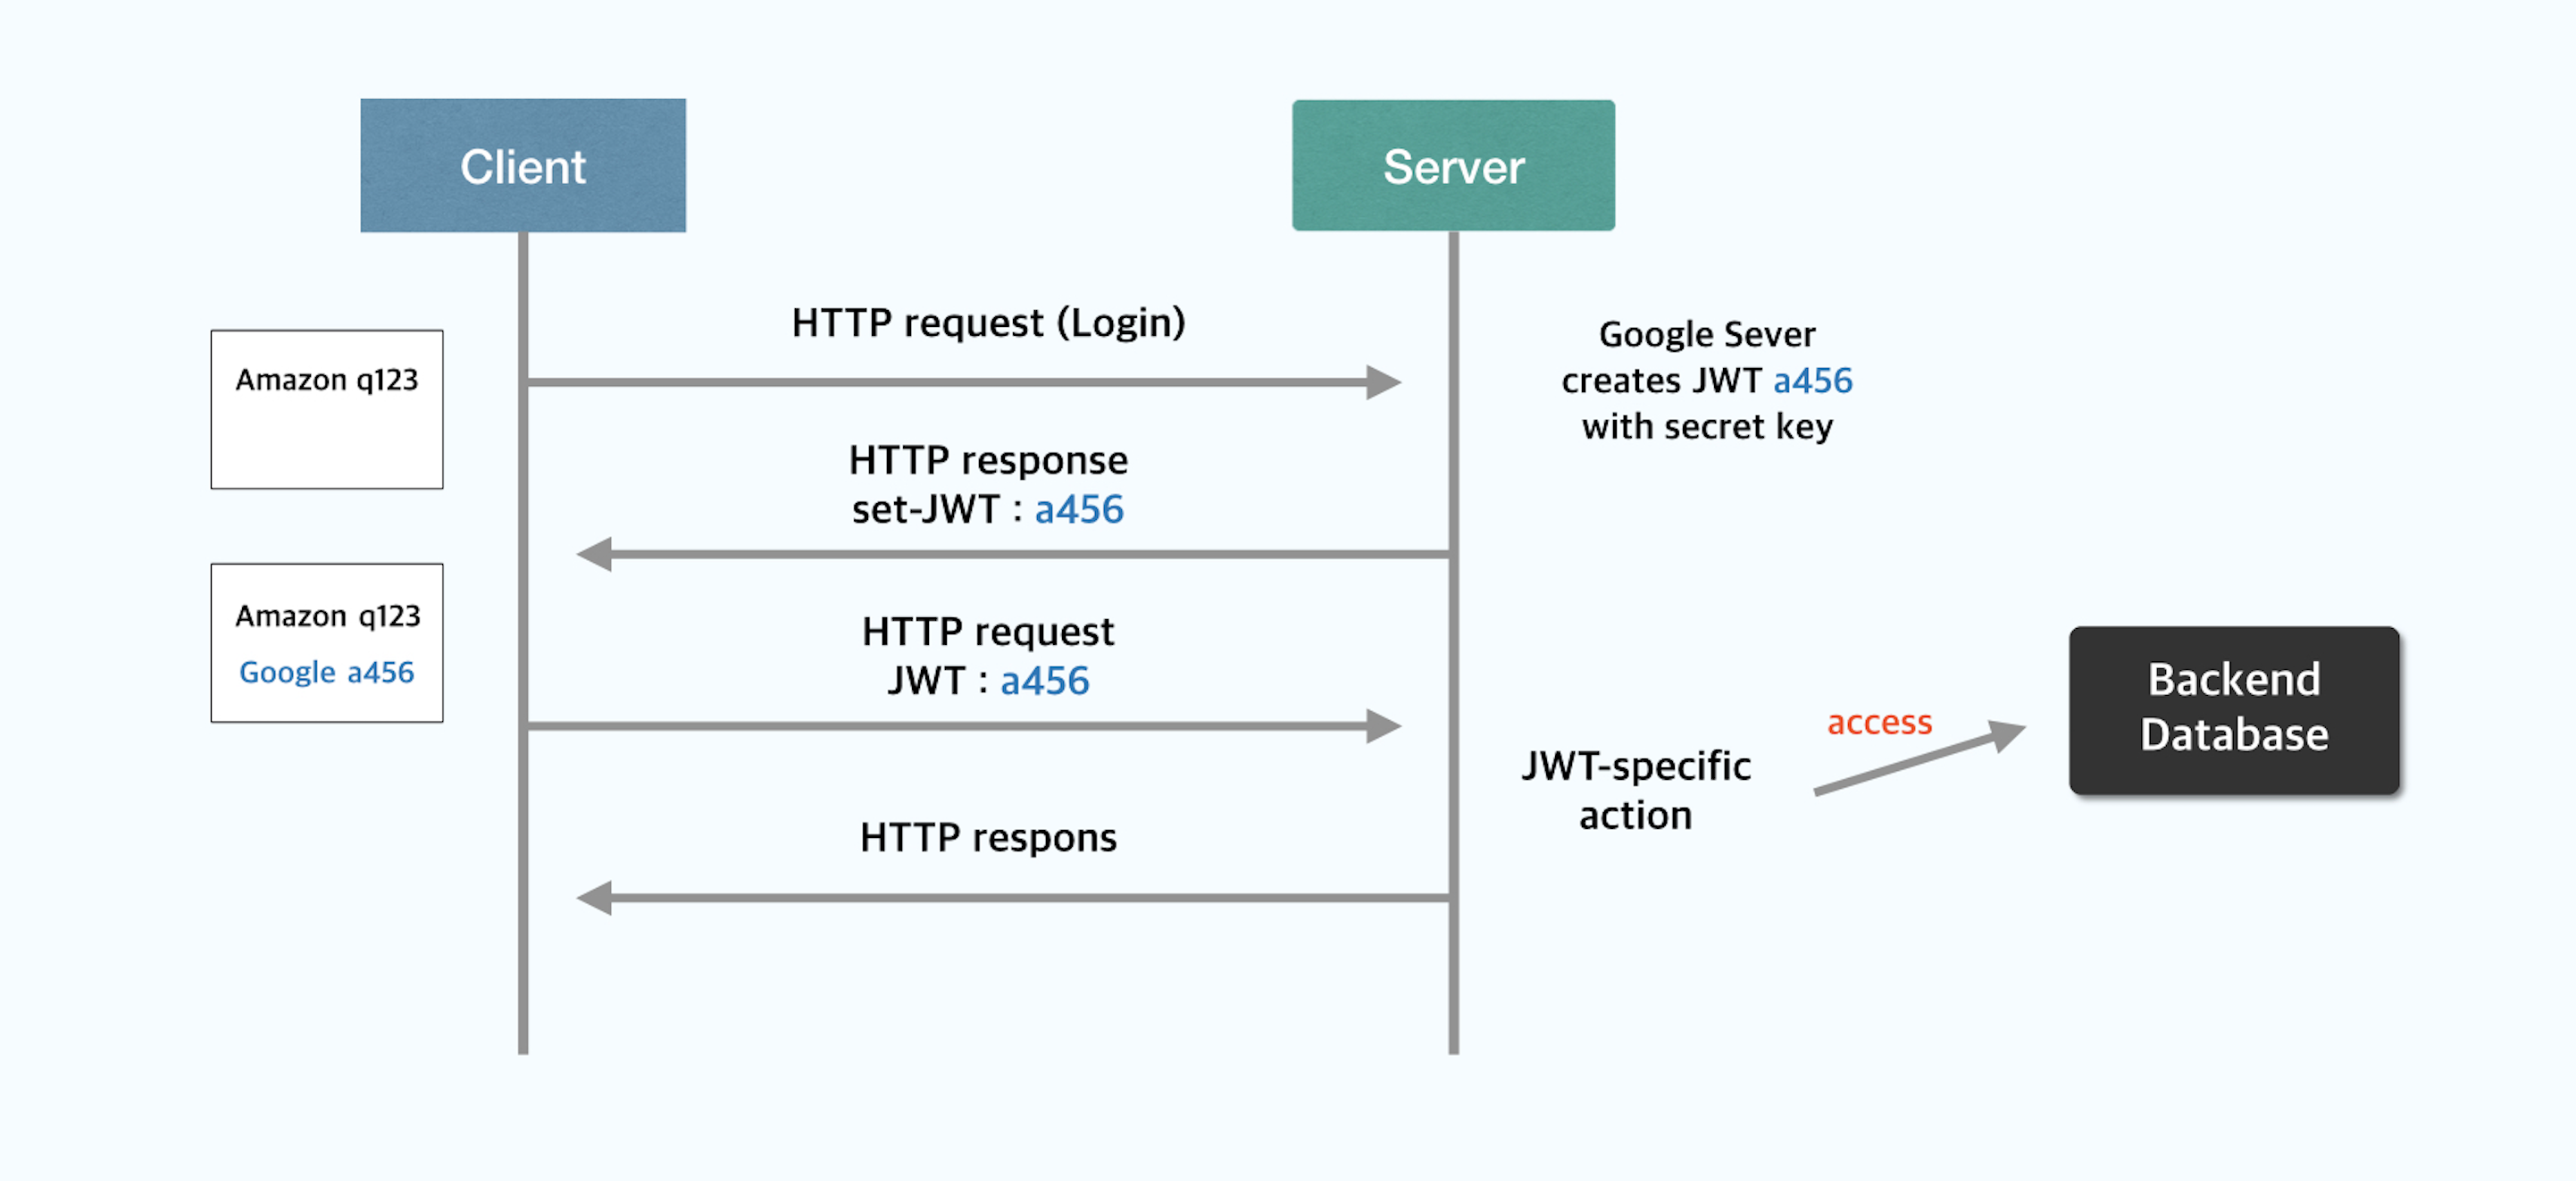 Client
Server
HTTP request (Login)
Amazon q123
Google Sever
creates JWT a456
with secret key
HTTP response
set-JWT : a456
Amazon q123
Google a456
HTTP request
JWT : a456
JWT-specific
action
access
Backend
Database
HTTP respons